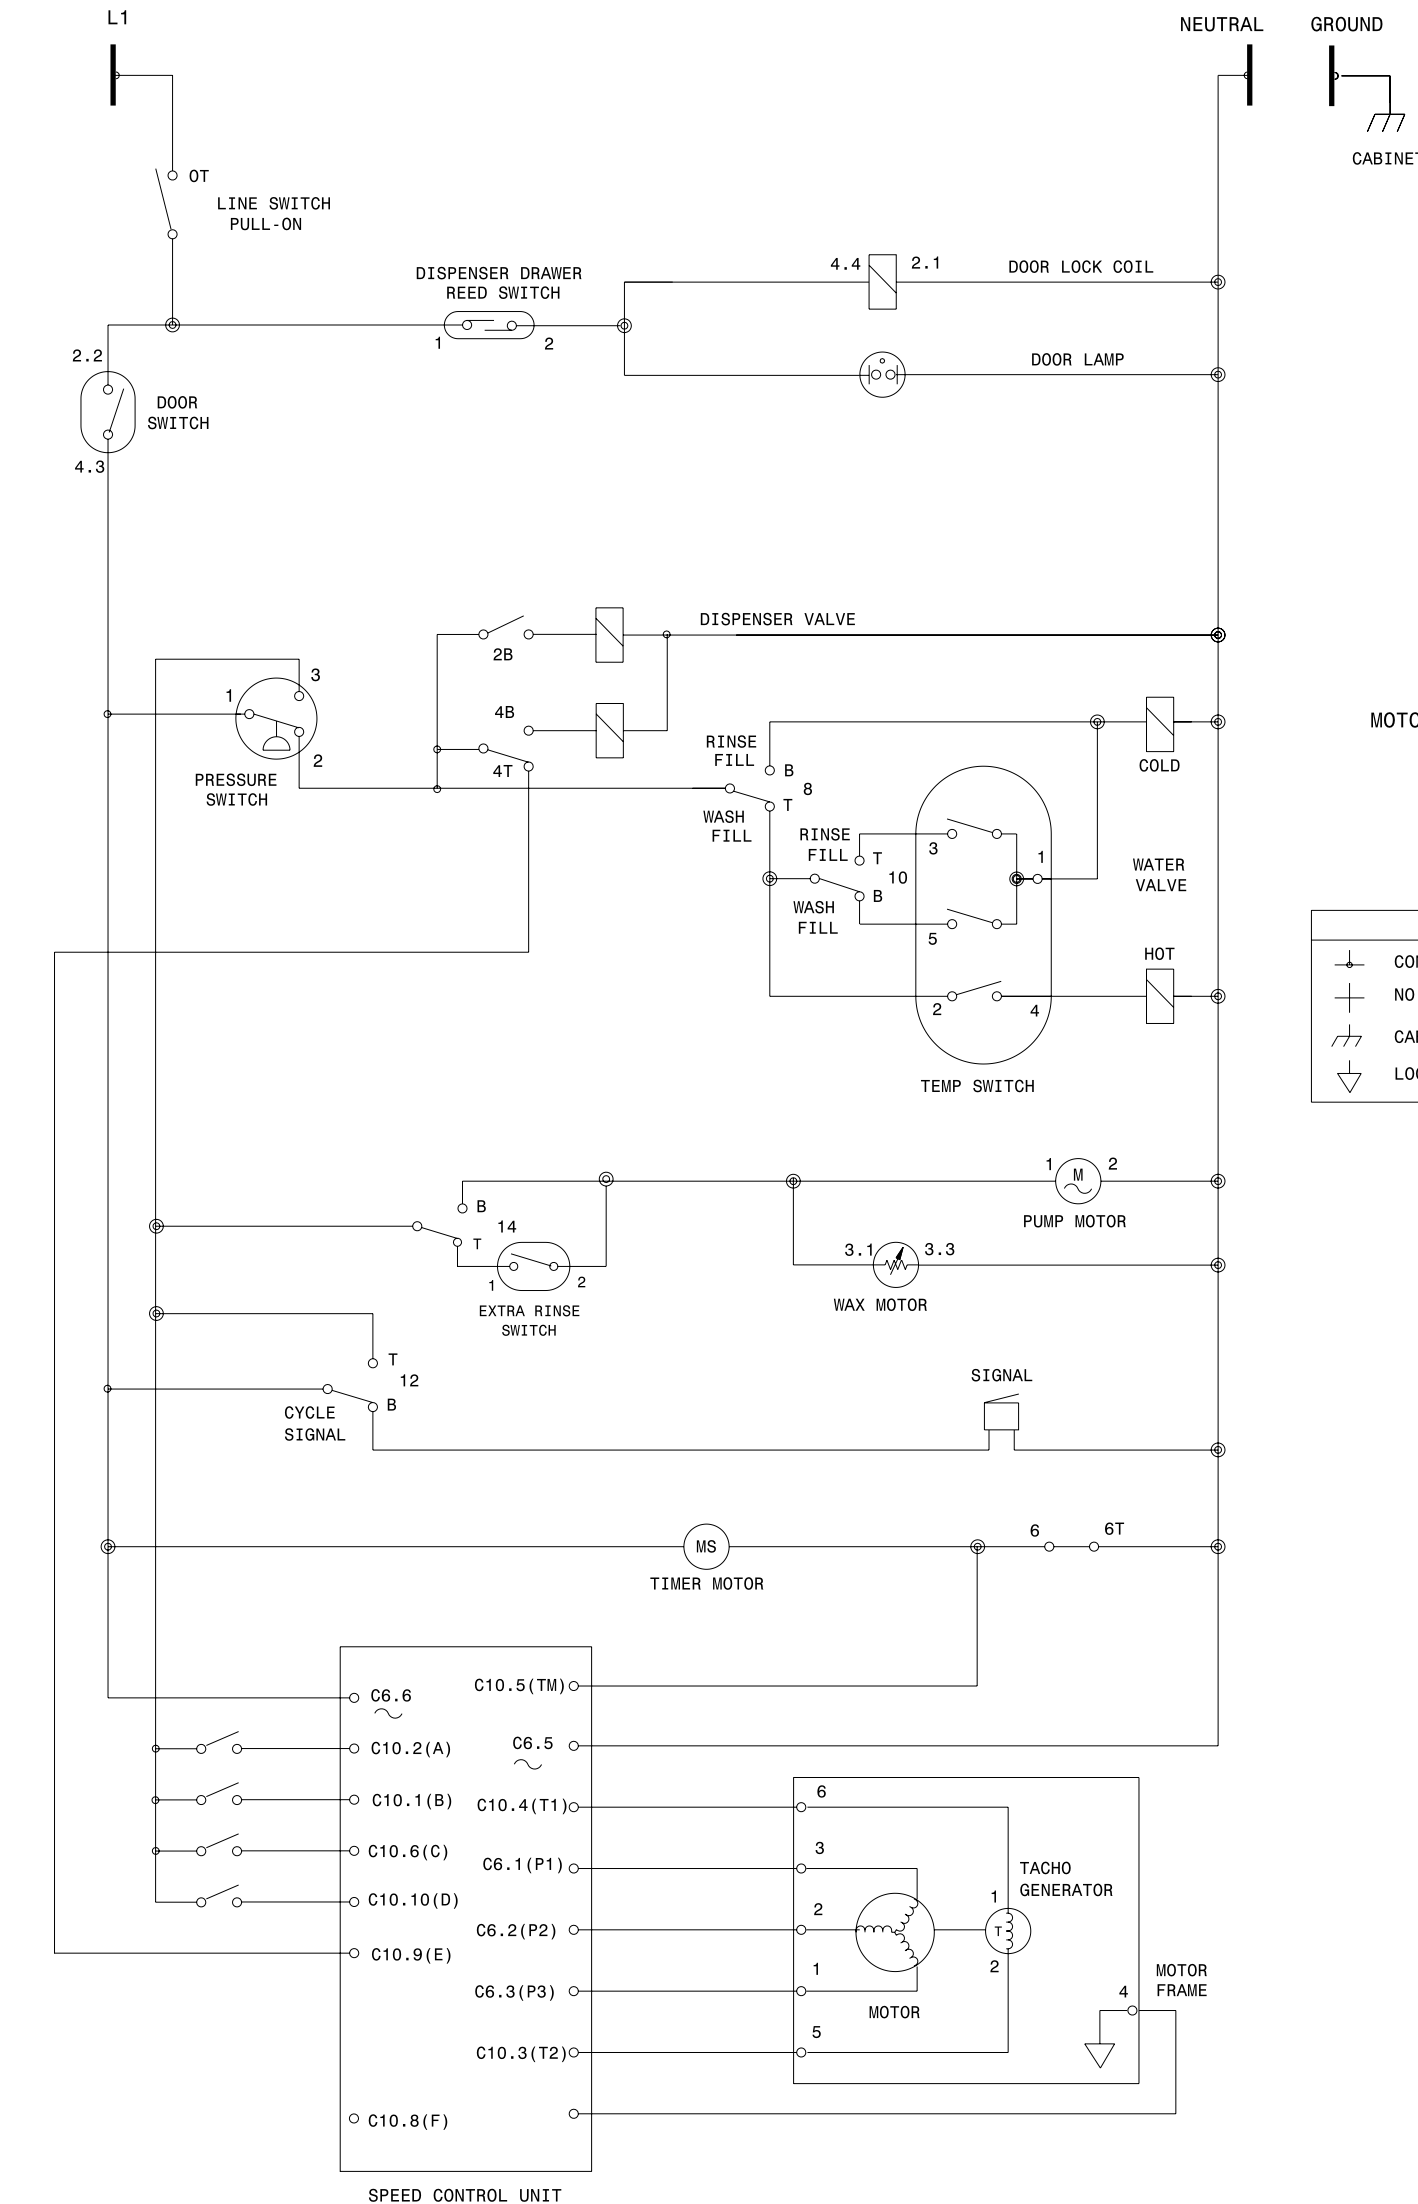 L1
NEUTRAL
GROUND
CABINET
OT
LINE SWITCH
PULL-ON
DISPENSER DRAWER
REED SWITCH
1
2
4.4
2.1
DOOR LOCK COIL
DOOR LAMP
2.2
DOOR
SWITCH
4.3
2B
DISPENSER VALVE
4B
4T
1
3
2
PRESSURE
SWITCH
RINSE
FILL
B
8
T
WASH
FILL
RINSE
FILL
T
10
B
WASH
FILL
3
1
5
2
4
TEMP SWITCH
COLD
WATER
VALVE
HOT
MOTO
CON
NO
CAB
LOC
B
14
T
1
2
EXTRA RINSE
SWITCH
1
M
2
PUMP MOTOR
3.1
3.3
WAX MOTOR
T
12
B
CYCLE
SIGNAL
SIGNAL
MS
TIMER MOTOR
6
6T
C6.6
C10.5(TM)
C10.2(A)
C6.5
C10.1(B)
C10.4(T1)
C10.6(C)
C6.1(P1)
C10.10(D)
C6.2(P2)
C10.9(E)
C6.3(P3)
C10.3(T2)
C10.8(F)
SPEED CONTROL UNIT
6
3
2
1
5
MOTOR
TACHO
GENERATOR
1
T
2
4
MOTOR
FRAME